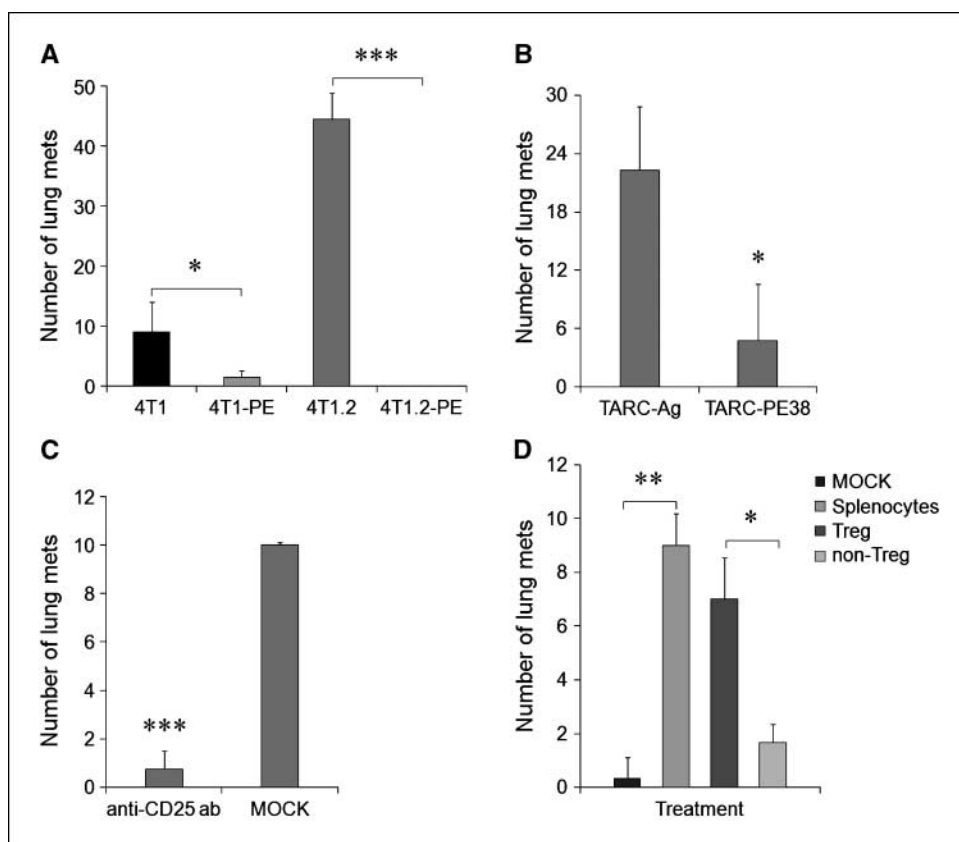 A
***
Number of lung mets
50
40
30
20
10
0
*
4T1
4T1-PE
4T1.2
4T1.2-PE
B
Number of lung mets
30
24
18
12
6
0
*
TARC-Ag
TARC-PE38
C
Number of lung mets
12
10
8
6
4
2
0
***
anti-CD25 ab
MOCK
D
Number of lung mets
12
10
8
6
4
2
0
**
*
MOCK
Splenocytes
Treg
non-Treg
Treatment